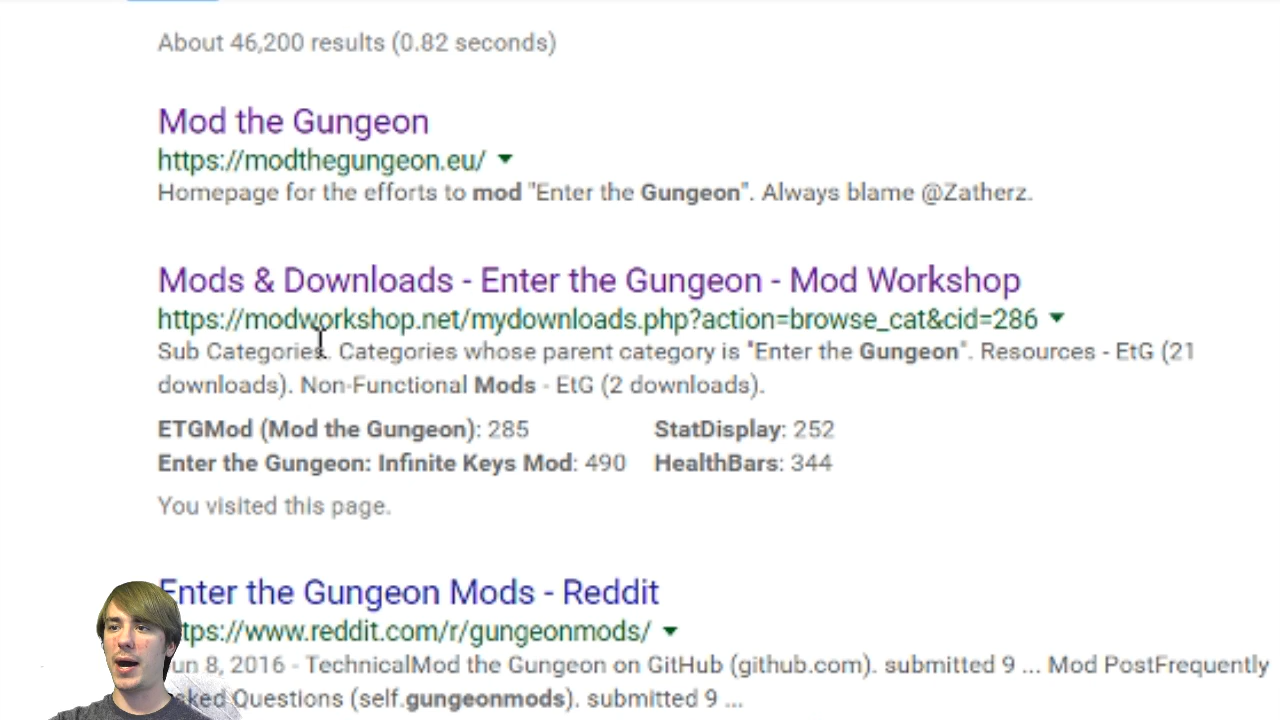 About 46,200 results (0.82 seconds)
Mod the Gungeon
https://modthegungeon.eu/
Homepage for the efforts to mod "Enter the Gungeon". Always blame @Zatherz.
Mods & Downloads - Enter the Gungeon - Mod Workshop
https://modworkshop.net/mydownloads.php?action=browse_cat&cid=286
Sub Categories. Categories whose parent category is "Enter the Gungeon". Resources - EtG (21
downloads). Non-Functional Mods - EtG (2 downloads).
ETGMod (Mod the Gungeon): 285 StatDisplay: 252
Enter the Gungeon: Infinite Keys Mod: 490 HealthBars: 344
You visited this page.
Enter the Gungeon Mods - Reddit
ttps://www.reddit.com/r/gungeonmods/
un 8, 2016 - TechnicalMod the Gungeon on GitHub (github.com). submitted 9 ... Mod PostFrequently
sked Questions (self.gungeonmods). submitted 9 ...